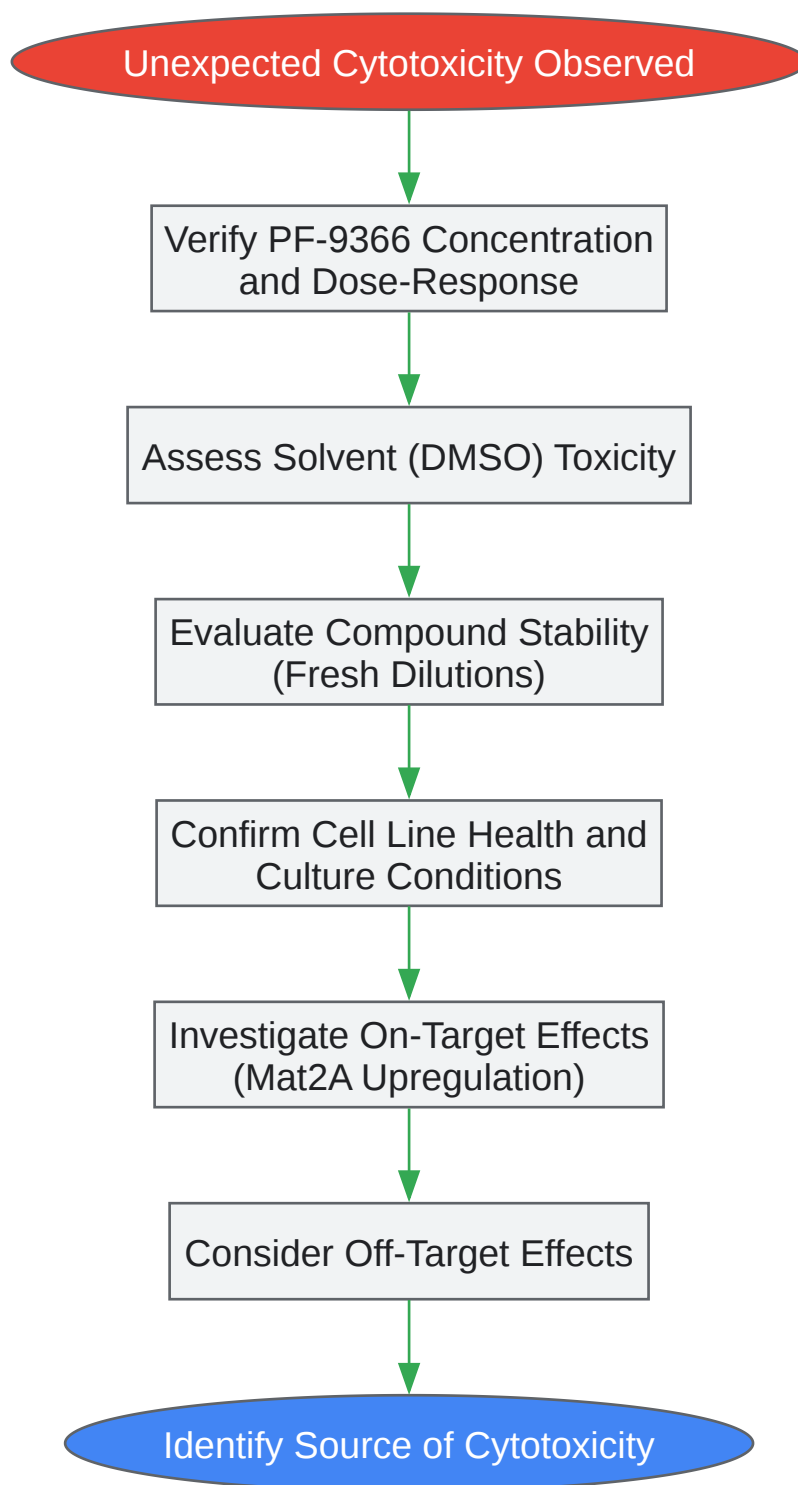 Unexpected Cytotoxicity Observed
Verify PF-9366 Concentration
and Dose-Response
Assess Solvent (DMSO) Toxicity
Evaluate Compound Stability
(Fresh Dilutions)
Confirm Cell Line Health and
Culture Conditions
Investigate On-Target Effects
(Mat2A Upregulation)
Consider Off-Target Effects
Identify Source of Cytotoxicity